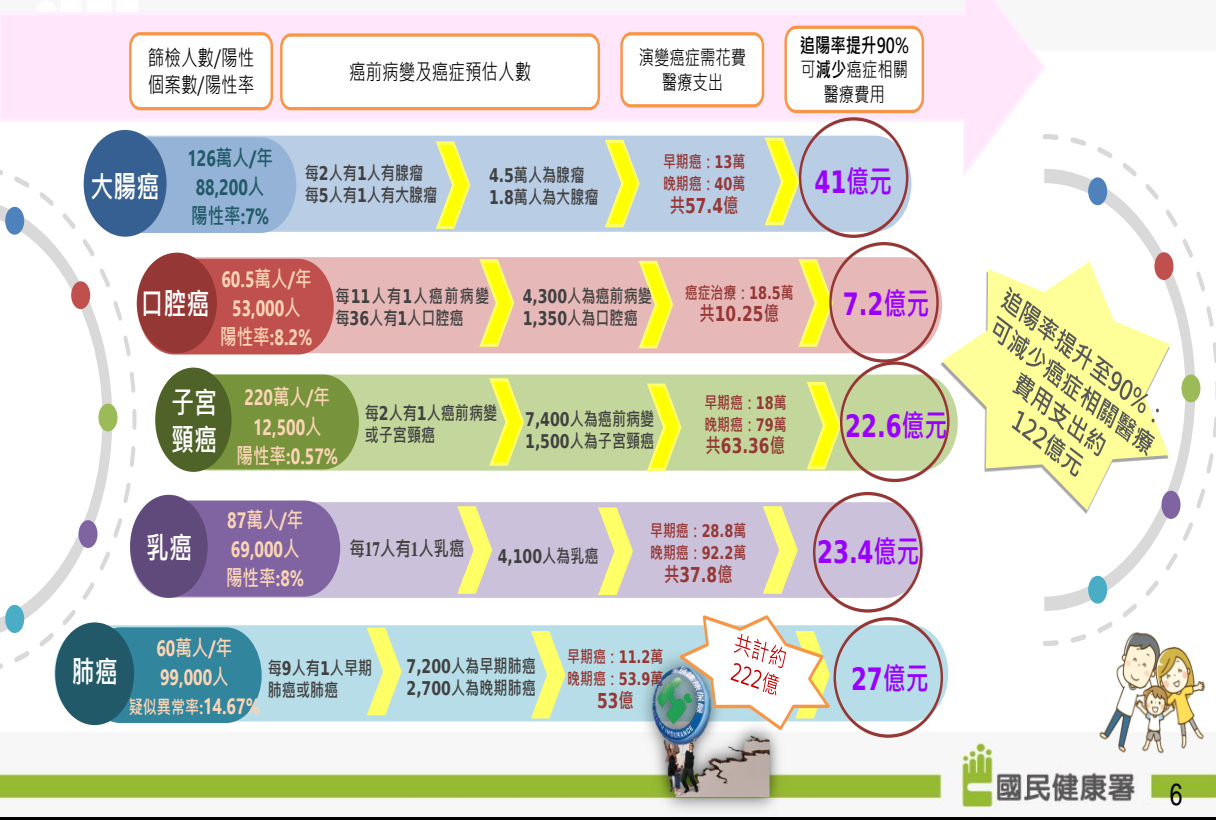 篩檢人數/陽性
個案數/陽性率
癌前病變及癌症預估人數
演變癌症需花費
醫療支出
追陽率提升90%
可減少癌症相關
醫療費用
大腸癌
126萬人/年
88,200人
陽性率:7%
每2人有1人有腺瘤
每5人有1人有大腺瘤
4.5萬人為腺瘤
1.8萬人為大腺瘤
早期癌：13萬
晚期癌：40萬
共57.4億
41億元
口腔癌
60.5萬人/年
53,000人
陽性率:8.2%
每11人有1人癌前病變
每36人有1人口腔癌
4,300人為癌前病變
1,350人為口腔癌
癌症治療：18.5萬
共10.25億
7.2億元
子宮
頸癌
220萬人/年
12,500人
陽性率:0.57%
每2人有1人癌前病變
或子宮頸癌
7,400人為癌前病變
1,500人為子宮頸癌
早期癌：18萬
晚期癌：79萬
共63.36億
22.6億元
乳癌
87萬人/年
69,000人
陽性率:8%
每17人有1人乳癌
4,100人為乳癌
早期癌：28.8萬
晚期癌：92.2萬
共37.8億
23.4億元
肺癌
60萬人/年
99,000人
疑似異常率:14.67%
每9人有1人早期
肺癌或肺癌
7,200人為早期肺癌
2,700人為晚期肺癌
早期癌：11.2萬
晚期癌：53.9萬
53億
共計約
222億
27億元
追陽率提升至90%：
可減少癌症相關醫療
費用支出約
122億元
INSURANCE
國民健康署
6